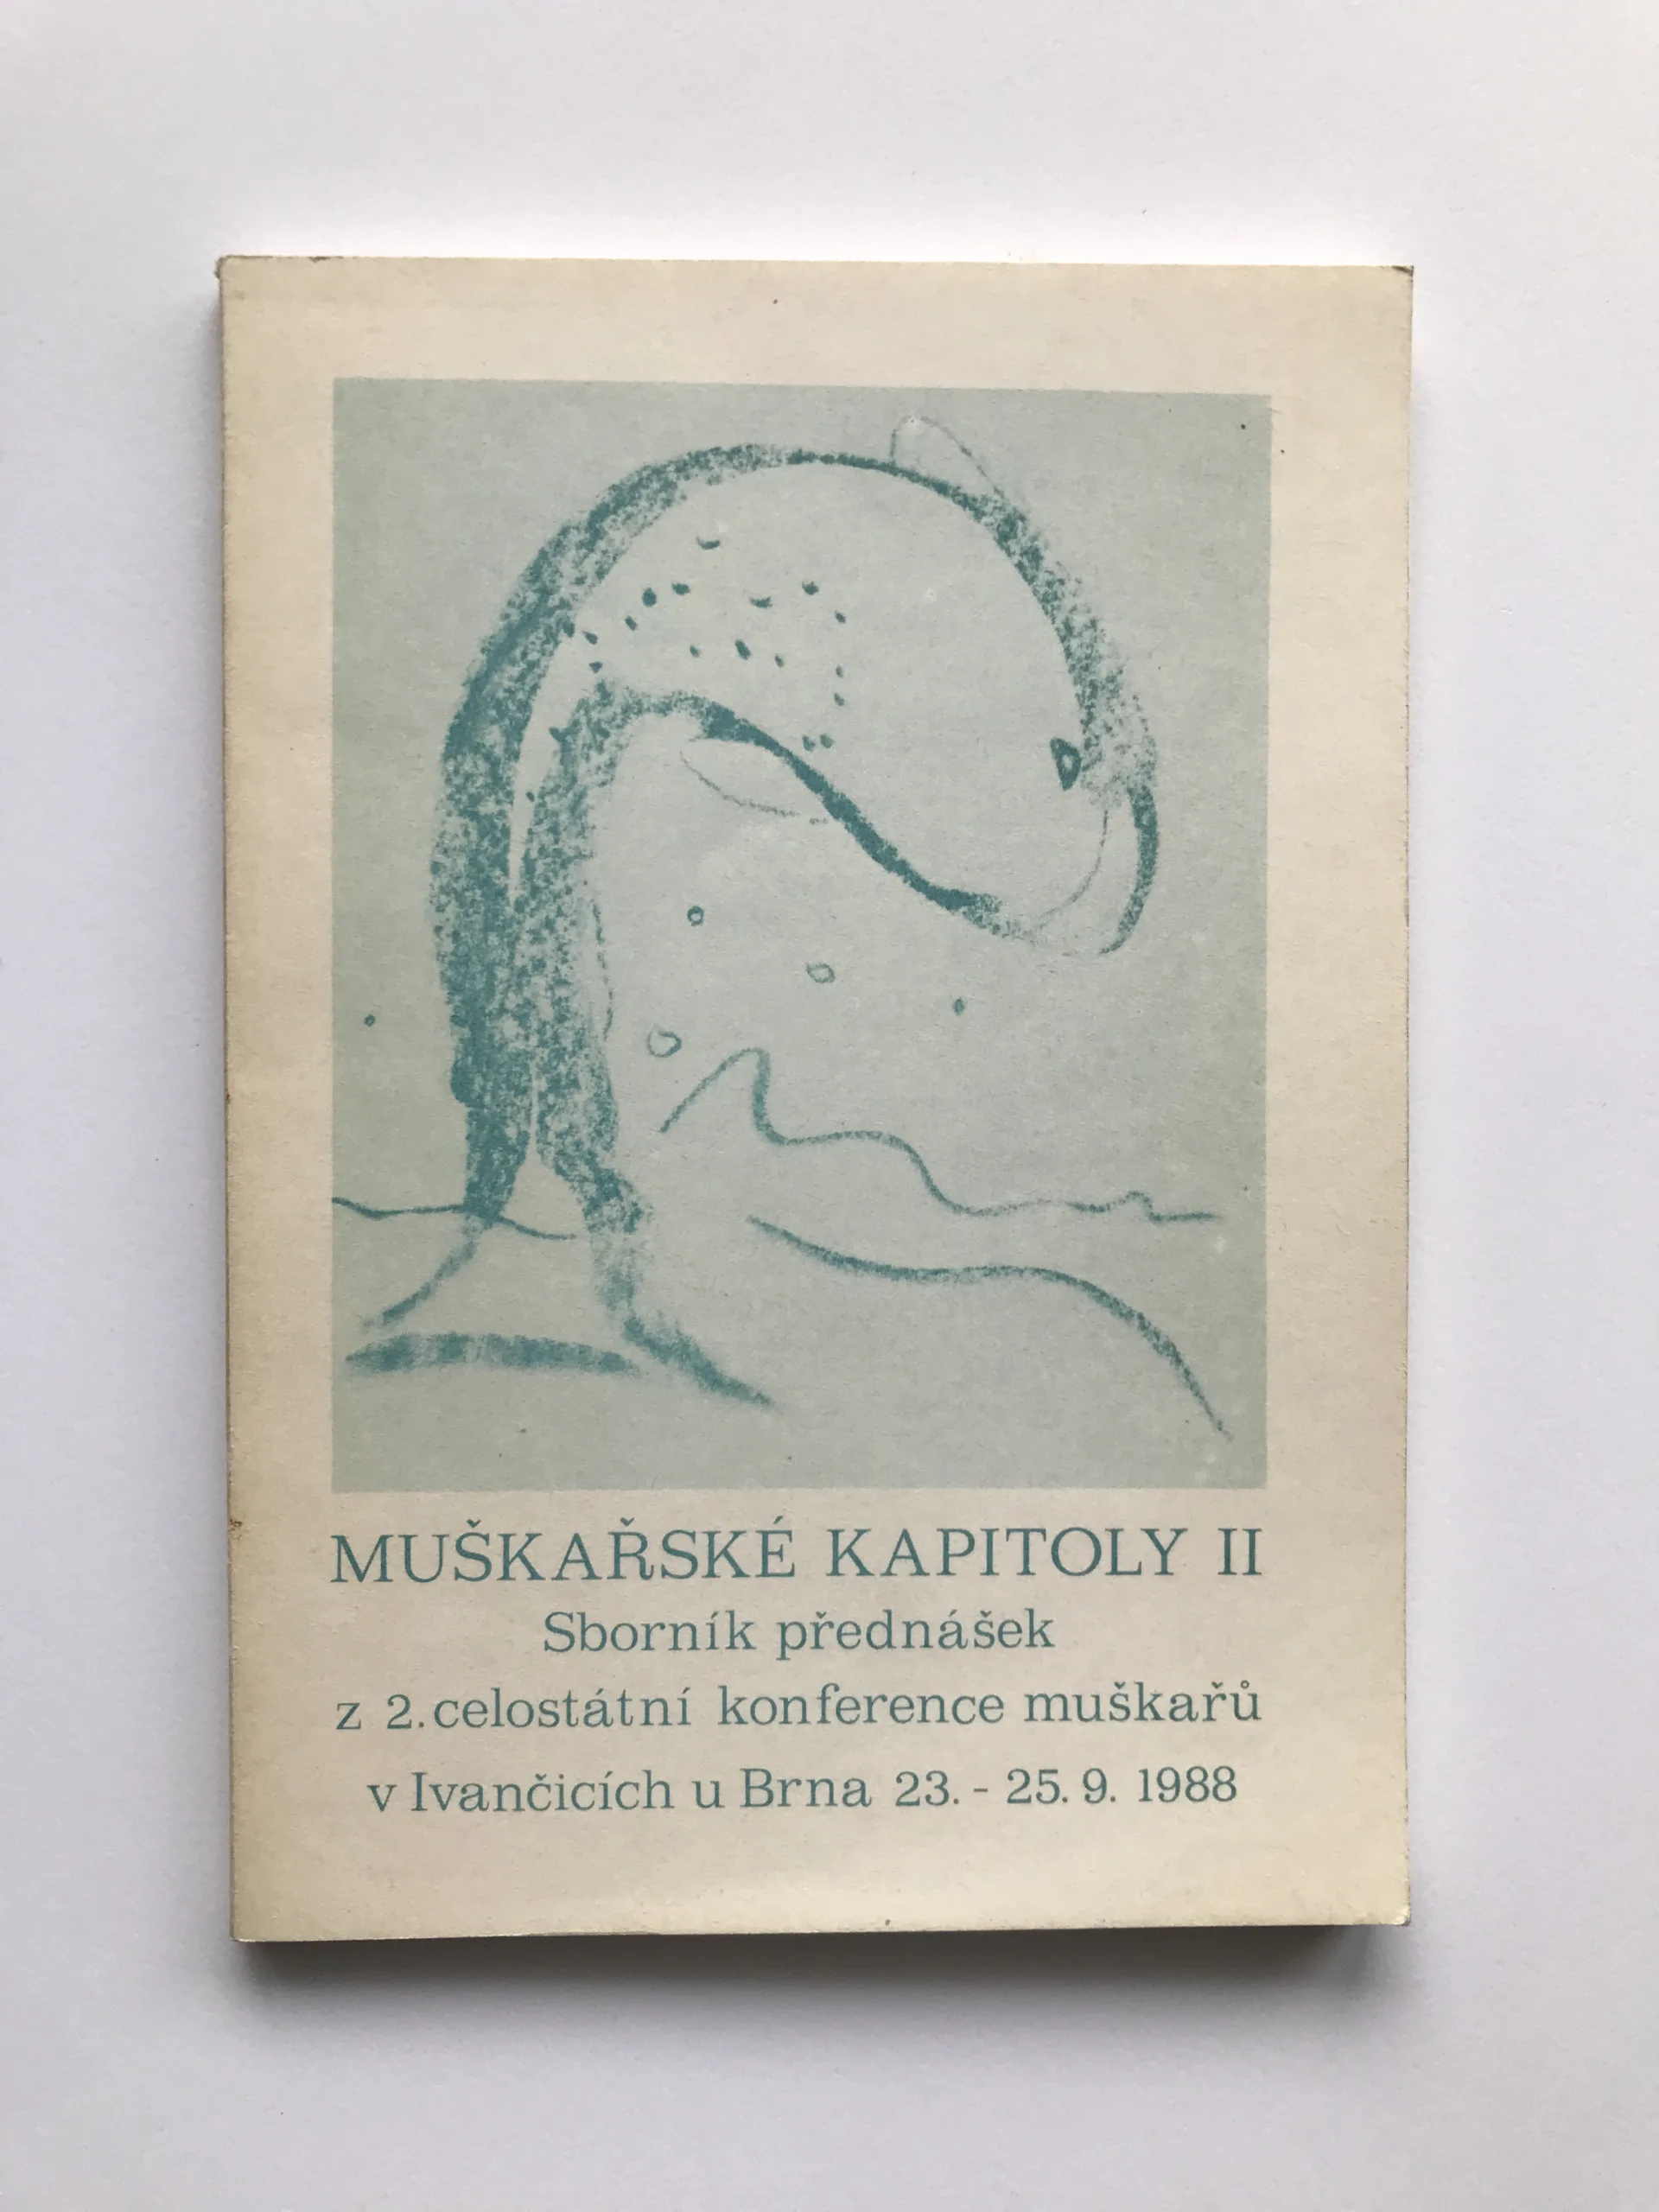 MUŠKAŘSKÉ KAPITOLY II
Sborník přednášek
z 2. celostátní konference muškařů
v Ivančicích u Brna 23. - 25. 9. 1988